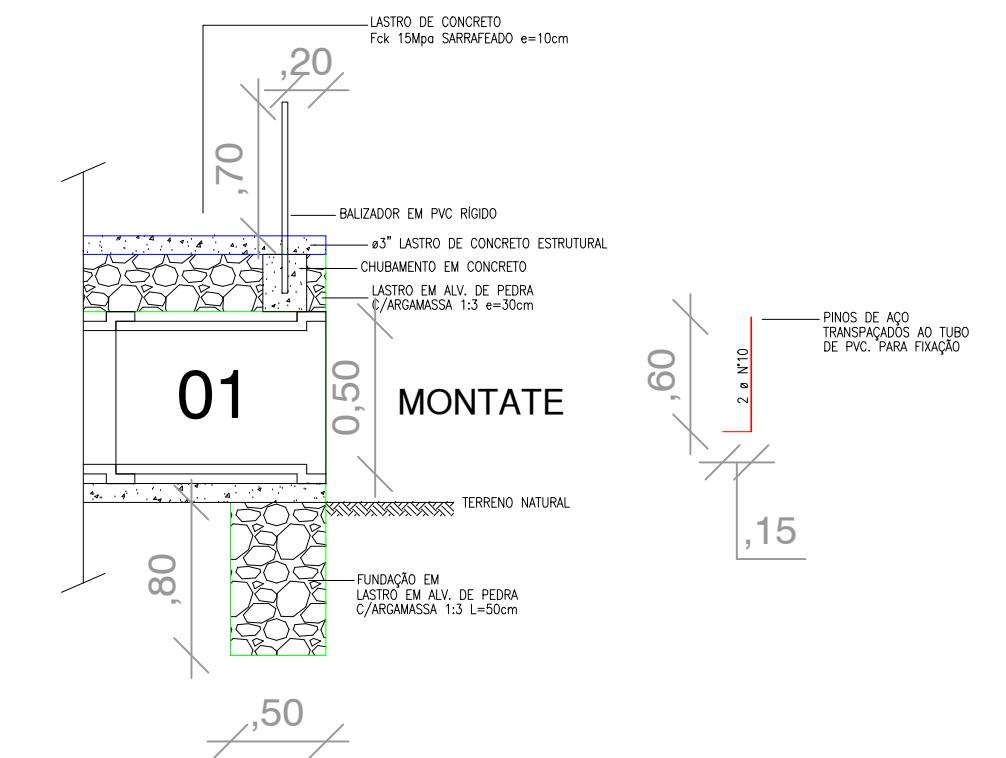 LASTRO DE CONCRETO
Fck 15Mpa SARRAFEADO e=10cm
,20
,70
BALIZADOR EM PVC RÍGIDO
ø3" LASTRO DE CONCRETO ESTRUTURAL
CHUBAMENTO EM CONCRETO
LASTRO EM ALV. DE PEDRA
C/ARGAMASSA 1:3 e=30cm
PINOS DE AÇO
TRANSPAÇADOS AO TUBO
DE PVC. PARA FIXAÇÃO
2 ø N°10
,60
01
0,50
MONTATE
TERRENO NATURAL
,15
,80
FUNDAÇÃO EM
LASTRO EM ALV. DE PEDRA
C/ARGAMASSA 1:3 L=50cm
,50